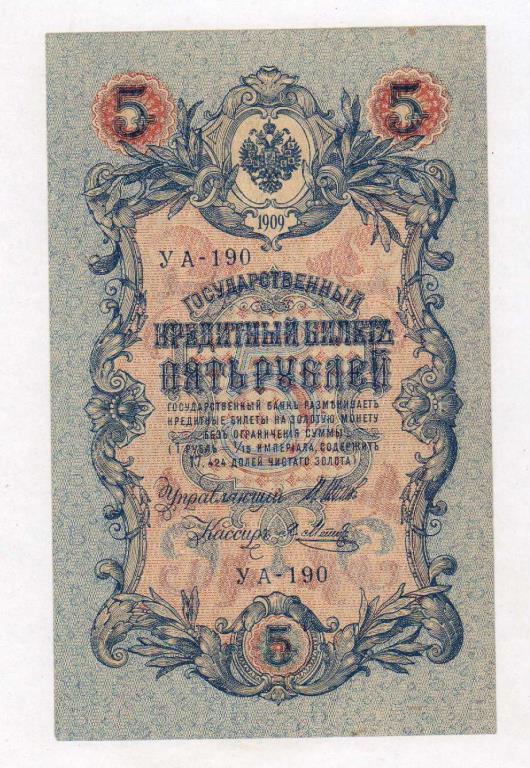 5 5
1909
УА-190
ГОСУДАРСТВЕННЫЙ
КРЕДИТНЫЙ БИЛЕТЪ
ПЯТЬ РУБЛЕЙ
ГОСУДАРСТВЕННЫЙ БАНКЪ РАЗМѢНИВАЕТЪ
КРЕДИТНЫЕ БИЛЕТЫ НА ЗОЛОТУЮ МОНЕТУ
БЕЗЪ ОГРАНИЧЕНІЯ СУММЫ
(1 РУБЛЬ = 1/15 ИМПЕРІАЛА, СОДЕРЖИТЪ
17,424 ДОЛЕЙ ЧИСТАГО ЗОЛОТА)
Управляющій
Кассиръ
УА-190
5